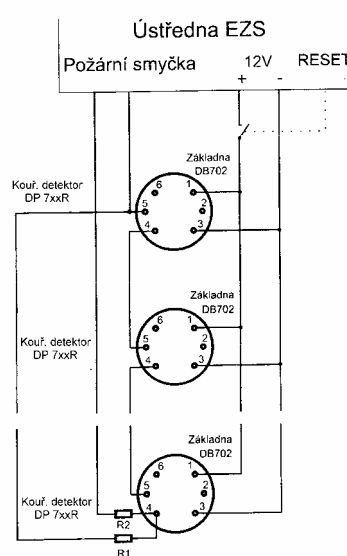 Ústředna EZS
Požární smyčka 12V RESET
+ -
Základna
DB702
6 1
5 2
4 3
Kouř. detektor
DP 7xxR
Základna
DB702
6 1
5 2
4 3
Kouř. detektor
DP 7xxR
Základna
DB702
6 1
5 2
4 3
Kouř. detektor
DP 7xxR
R2
R1